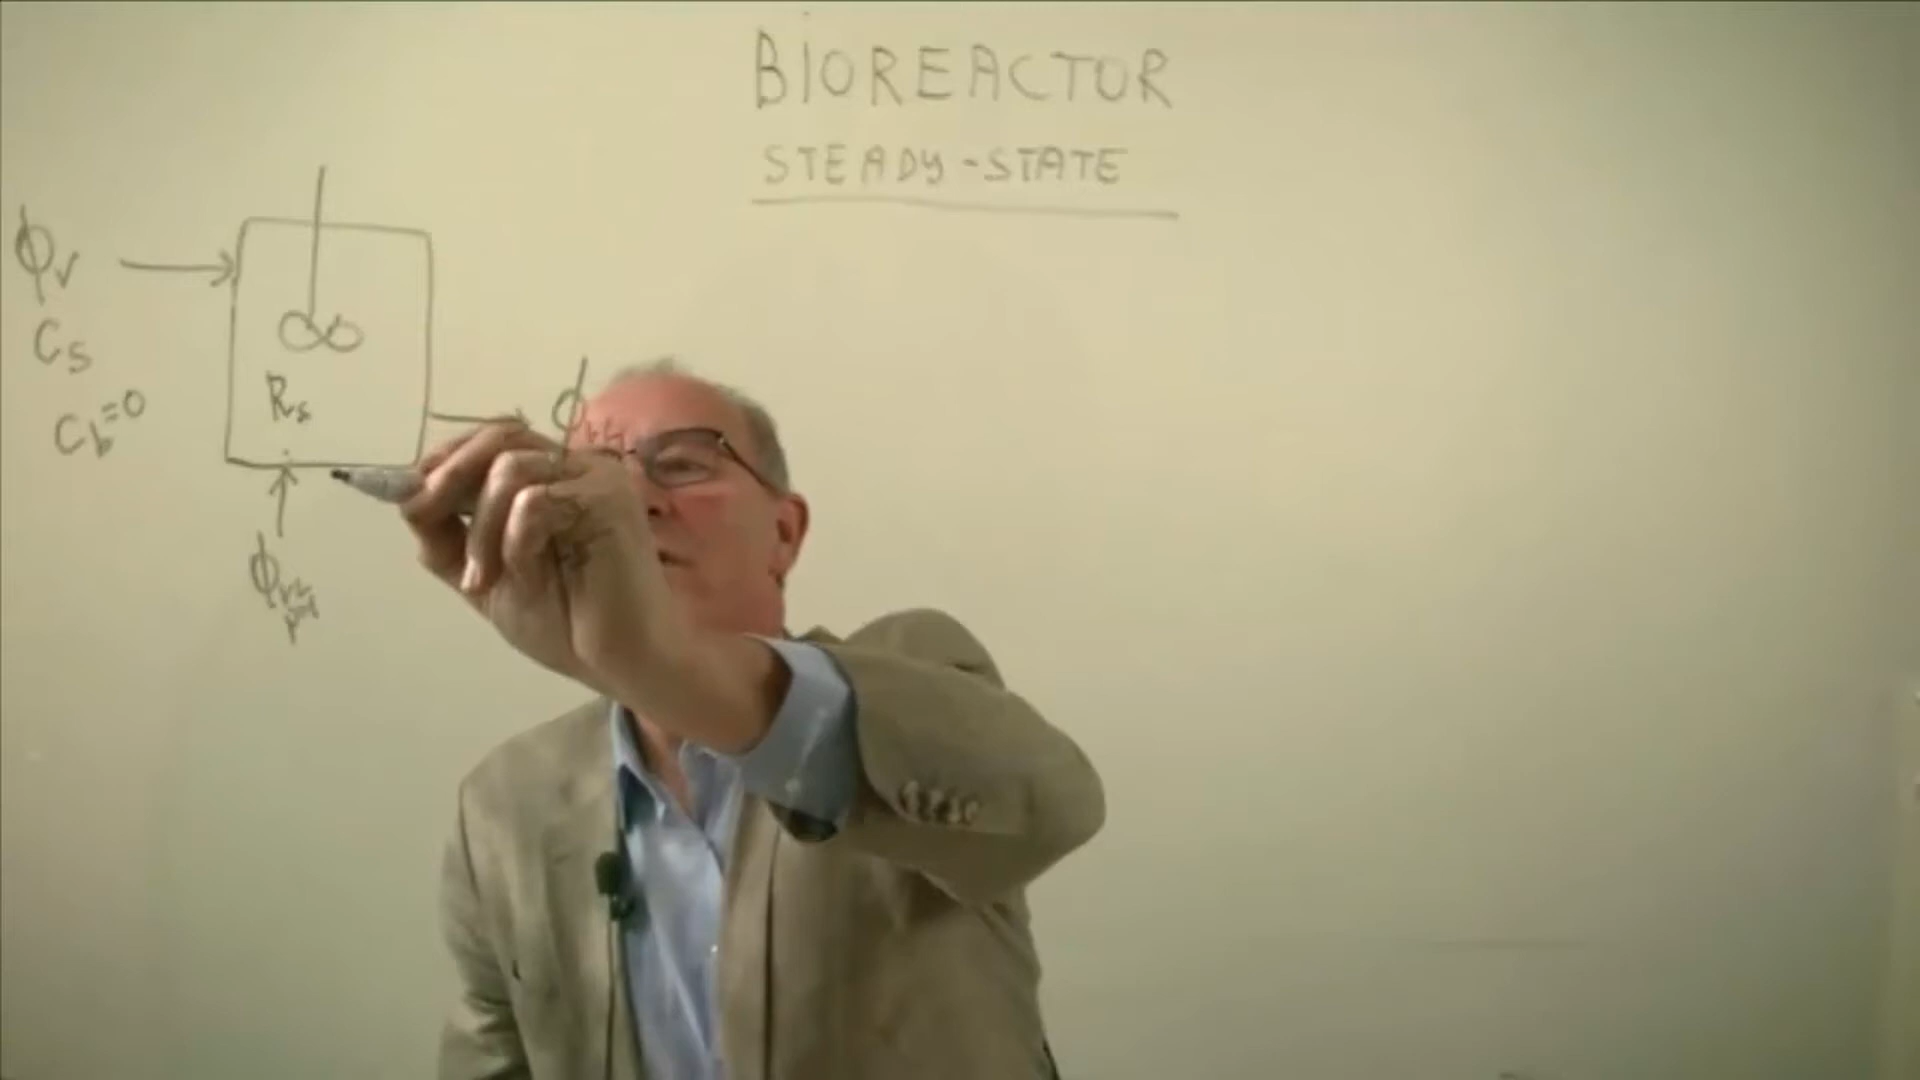 BIOREACTOR
STEADY-STATE
ϕv
Cs
Cb=0
Rs
ϕ
ϕ